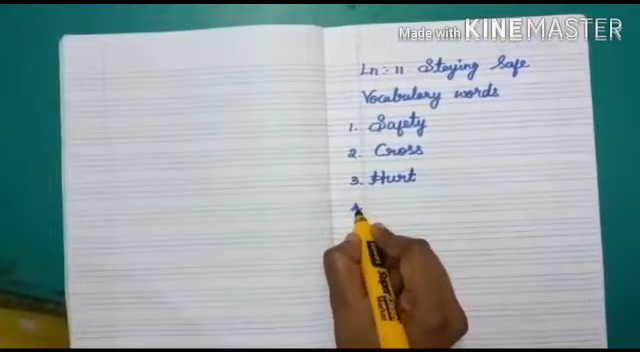 Made with KINEMASTER
Ln :- 11 Staying Safe
Vocabulary words
1. Safety
2. Cross
3. Hurt
4